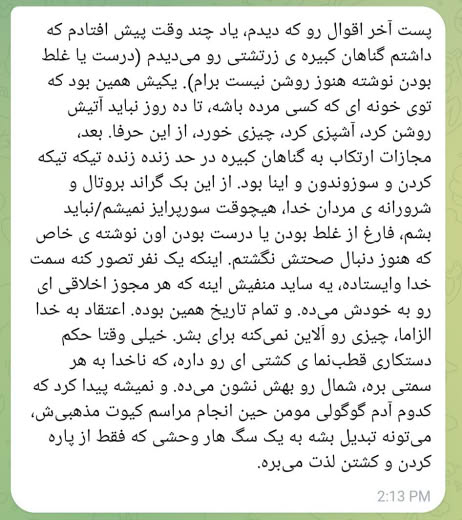 پست آخر اقوال رو که دیدم، یاد چند وقت پیش افتادم که
داشتم گناهان کبیره ی زرتشتی رو می‌دیدم (درست یا غلط
بودن نوشته هنوز روشن نیست برام). یکیش همین بود که
توی خونه ای که کسی مرده باشه، تا ده روز نباید آتیش
روشن کرد، آشپزی کرد، چیزی خورد، از این حرفا. بعد،
مجازات ارتکاب به گناهان کبیره در حد زنده زنده تیکه تیکه
کردن و سوزوندون و اینا بود. از این بک گراند بروتال و
شرورانه ی مردان خدا، هیچوقت سورپرایز نمیشم/نباید
بشم، فارغ از غلط بودن یا درست بودن اون نوشته ی خاص
که هنوز دنبال صحتش نگشتم. اینکه یک نفر تصور کنه سمت
خدا وایستاده، یه ساید منفیش اینه که هر مجوز اخلاقی ای
رو به خودش می‌ده. و تمام تاریخ همین بوده. اعتقاد به خدا
الزاما، چیزی رو اَلاین نمی‌کنه برای بشر. خیلی وقتا حکم
دستکاری قطب‌نما ی کشتی ای رو داره، که ناخدا به هر
سمتی بره، شمال رو بهش نشون می‌ده. و نمیشه پیدا کرد که
کدوم آدم گوگولی مومن حین انجام مراسم کیوت مذهبی‌ش،
می‌تونه تبدیل بشه به یک سگ هار وحشی که فقط از پاره
کردن و کشتن لذت می‌بره.
2:13 PM